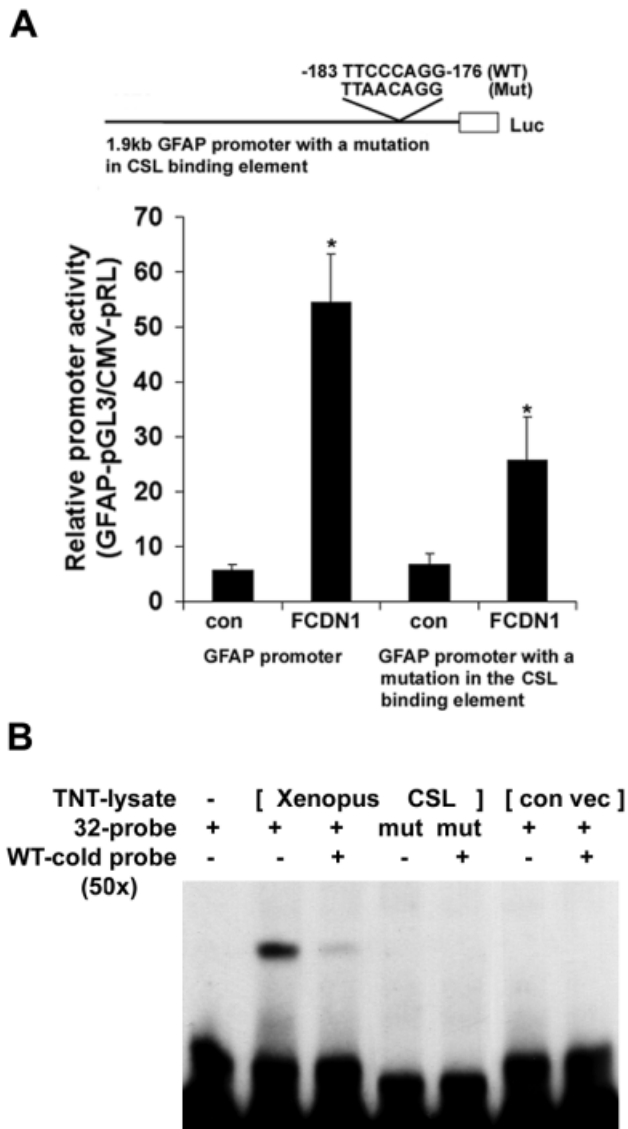 A
-183 TTCCCAGG-176 (WT)
TTAACAGG (Mut)
Luc
1.9kb GFAP promoter with a mutation
in CSL binding element
Relative promoter activity
(GFAP-pGL3/CMV-pRL)
70
60
50
40
30
20
10
0
*
*
con FCDN1 con FCDN1
GFAP promoter
GFAP promoter with a
mutation in the CSL
binding element
B
TNT-lysate - [ Xenopus CSL ] [ con vec ]
32-probe + + + mut mut + +
WT-cold probe - - + - + - +
(50x)